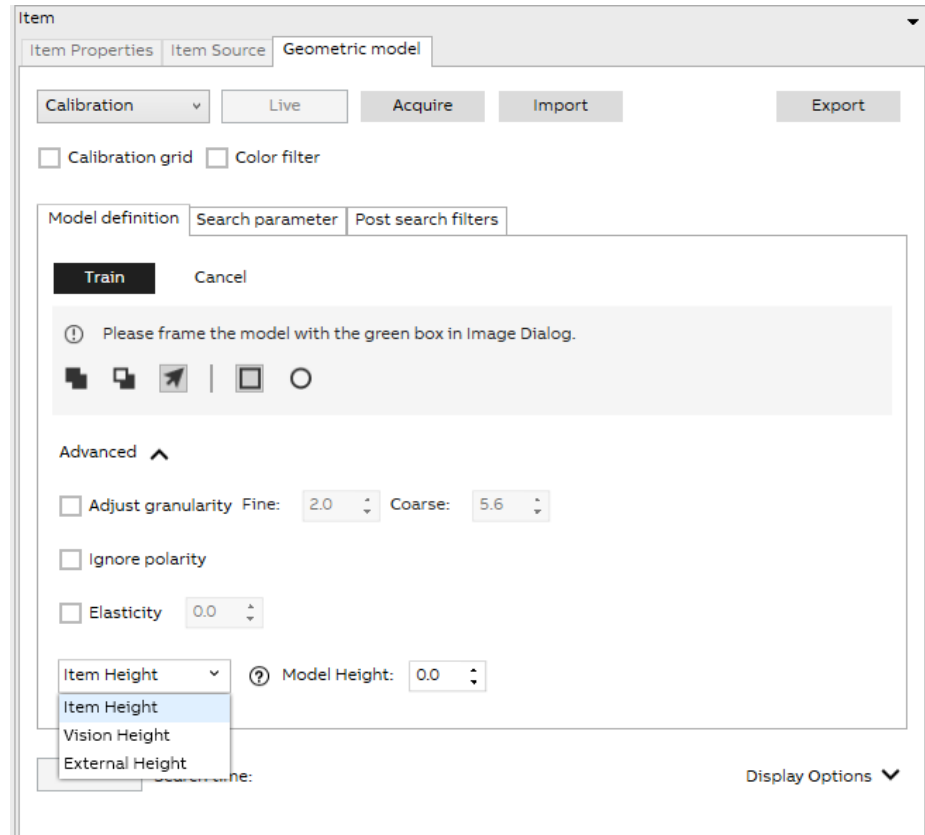 Item
Item Properties Item Source Geometric model
Calibration Live Acquire Import Export
Calibration grid Color filter
Model definition Search parameter Post search filters
Train Cancel
Please frame the model with the green box in Image Dialog.
Advanced
Adjust granularity Fine: 2.0 Coarse: 5.6
Ignore polarity
Elasticity 0.0
Item Height Model Height: 0.0
Item Height
Vision Height
External Height
time: Display Options